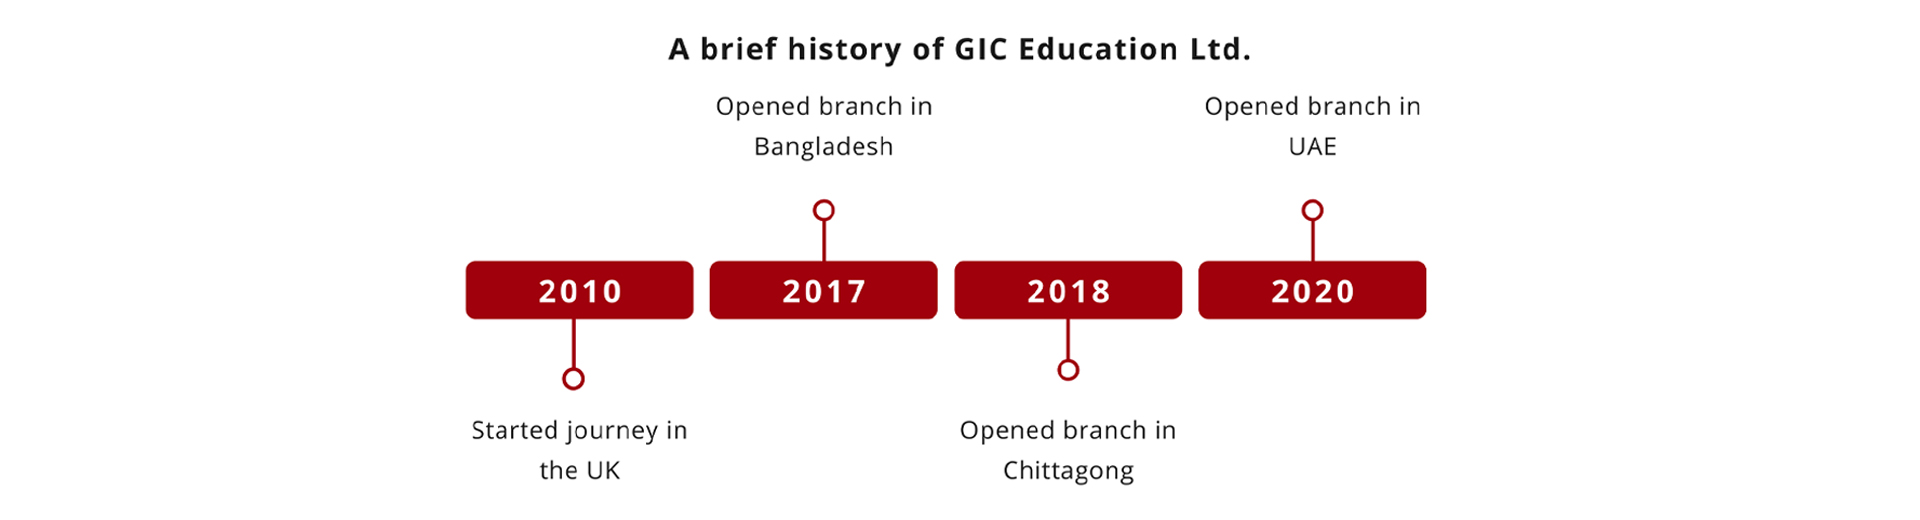 A brief history of GIC Education Ltd.
Opened branch in
Bangladesh
Opened branch in
UAE
2010
2017
2018
2020
Started journey in
the UK
Opened branch in
Chittagong